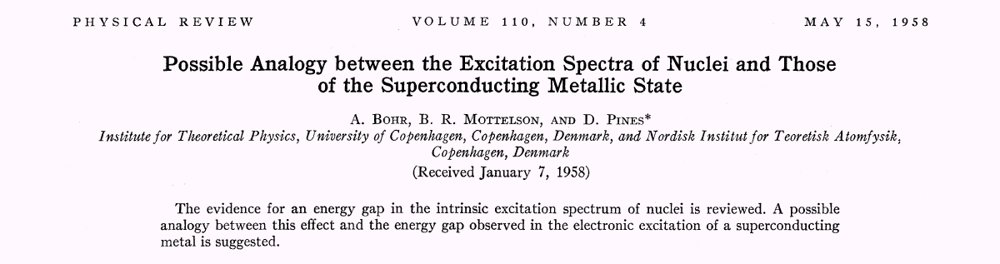 PHYSICAL REVIEW VOLUME 110, NUMBER 4 MAY 15, 1958
Possible Analogy between the Excitation Spectra of Nuclei and Those
of the Superconducting Metallic State
A. BOHR, B. R. MOTTELSON, AND D. PINES*
Institute for Theoretical Physics, University of Copenhagen, Copenhagen, Denmark, and Nordisk Institut for Teoretisk Atomfysik,
Copenhagen, Denmark
(Received January 7, 1958)
The evidence for an energy gap in the intrinsic excitation spectrum of nuclei is reviewed. A possible
analogy between this effect and the energy gap observed in the electronic excitation of a superconducting
metal is suggested.